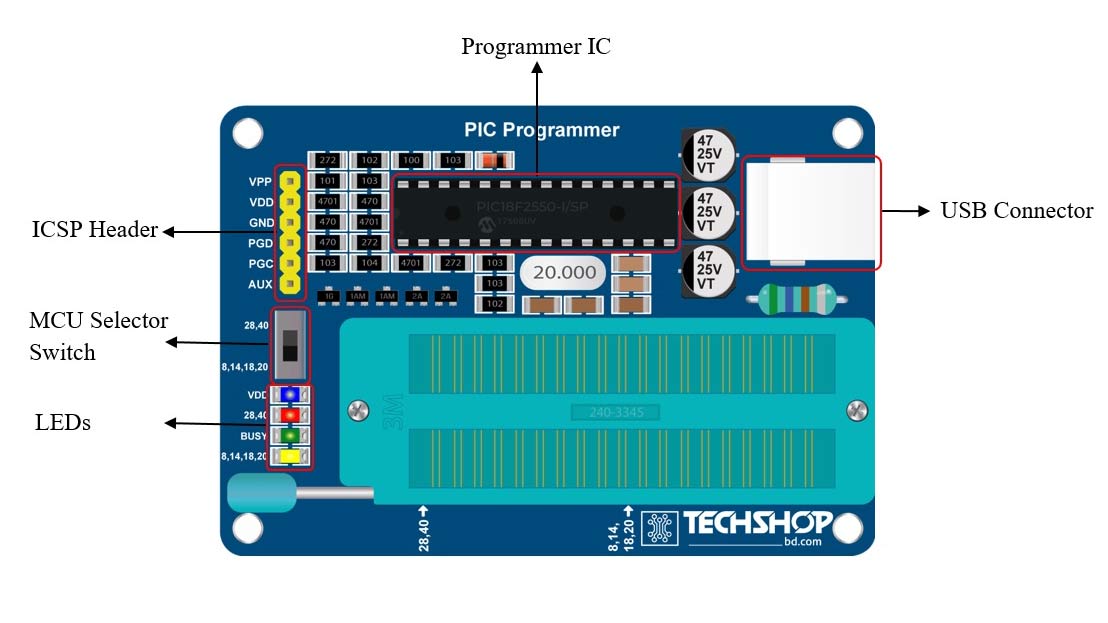 Programmer IC
PIC Programmer
47
25V
VT
272 102 100 103
VPP 101 103
VDD 4701 470
GND 470 4701
PGD 470 272
PGC 103 104 4701 272 103
AUX
PIC18F2550-I/SP
47
25V
VT
47
25V
VT
USB Connector
ICSP Header
1G 1AM 1AM 2A 2A
103
102
20.000
MCU Selector
Switch
28,40
8,14,18,20
LEDs
VDD
28,40
BUSY
8,14,18,20
3M
240-3345
28,40
8,14,
18,20
TECHSHOP
bd.com